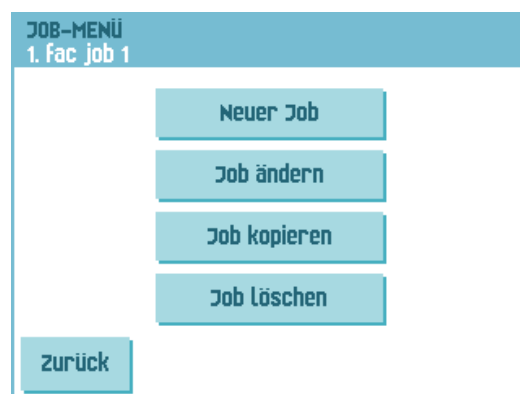 JOB-MENÜ
1. Fac job 1
Neuer Job
Job ändern
Job kopieren
Job löschen
Zurück